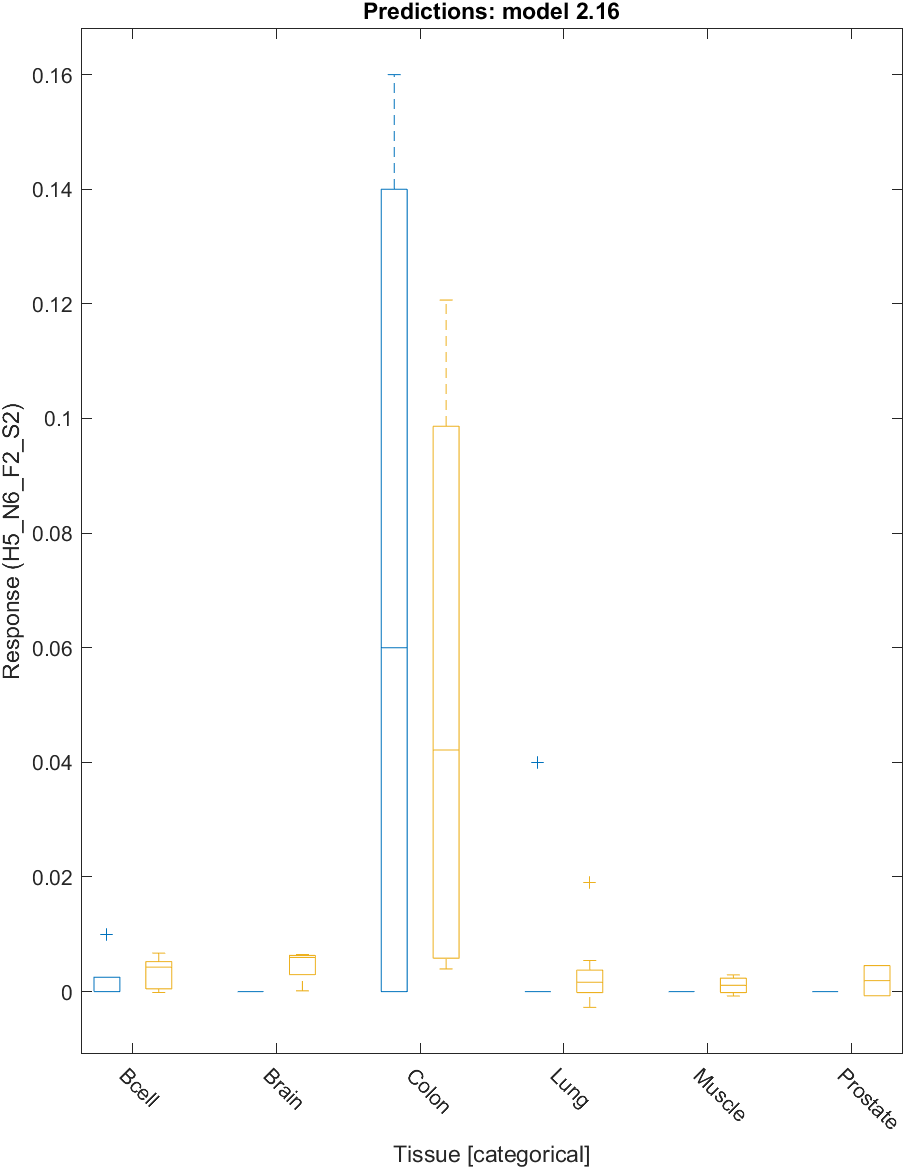 Predictions: model 2.16
0.16
0.14
0.12
0.1
0.08
0.06
0.04
0.02
0
Response (H5_N6_F2_S2)
Bcell
Brain
Colon
Lung
Muscle
Prostate
Tissue [categorical]